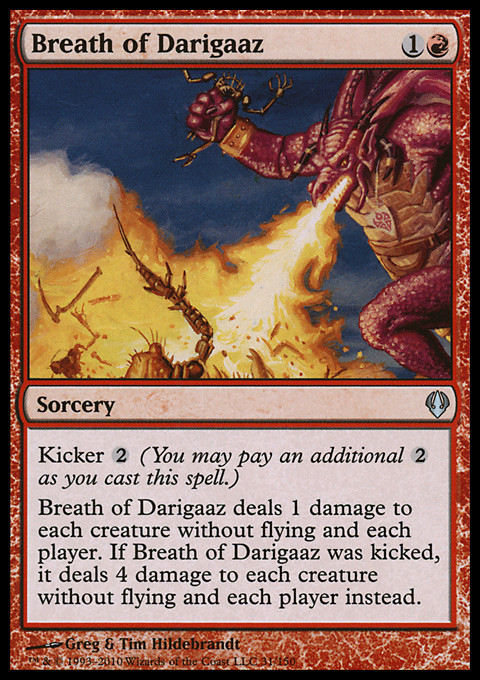 Breath of Darigaaz 1
Sorcery
Kicker 2 (You may pay an additional 2
as you cast this spell.)
Breath of Darigaaz deals 1 damage to
each creature without flying and each
player. If Breath of Darigaaz was kicked,
it deals 4 damage to each creature
without flying and each player instead.
Greg & Tim Hildebrandt
™ & © 1993–2010 Wizards of the Coast LLC 31/150